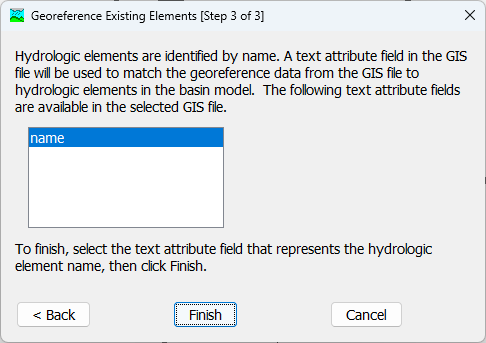 Georeference Existing Elements [Step 3 of 3]
Hydrologic elements are identified by name. A text attribute field in the GIS
file will be used to match the georeference data from the GIS file to
hydrologic elements in the basin model.  The following text attribute fields
are available in the selected GIS file.
name
To finish, select the text attribute field that represents the hydrologic
element name, then click Finish.
< Back
Finish
Cancel